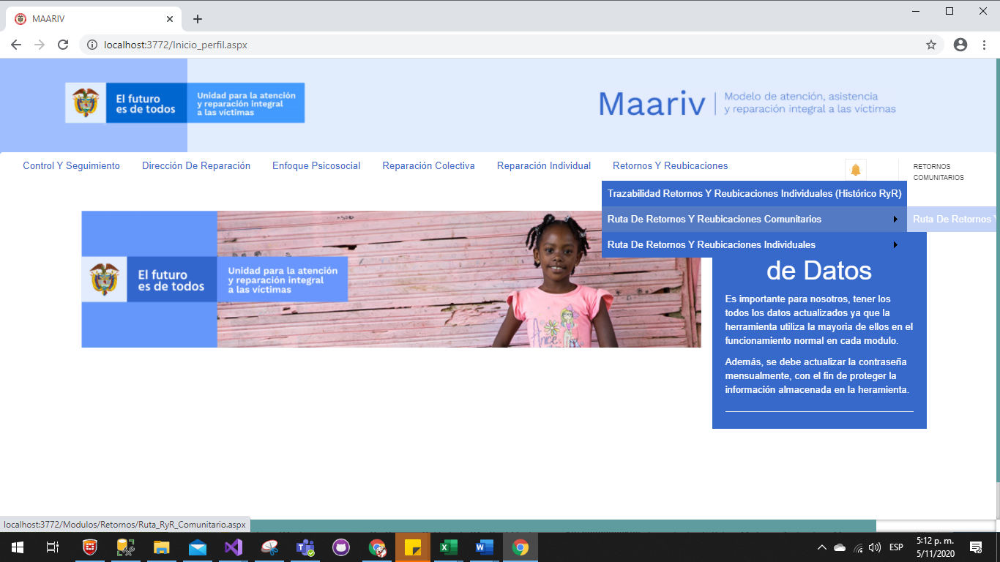 MAARIV
localhost:3772/Inicio_perfil.aspx
El futuro
es de todos
Unidad para la atención
y reparación integral
a las víctimas
Maariv
Modelo de atención, asistencia
y reparación integral a las víctimas
Control Y Seguimiento
Dirección De Reparación
Enfoque Psicosocial
Reparación Colectiva
Reparación Individual
Retornos Y Reubicaciones
RETORNOS
COMUNITARIOS
Trazabilidad Retornos Y Reubicaciones Individuales (Histórico RyR)
Ruta De Retornos Y Reubicaciones Comunitarios
Ruta De Retornos Y
Ruta De Retornos Y Reubicaciones Individuales
El futuro
es de todos
Unidad para la atención
y reparación integral
a las víctimas
de Datos
Es importante para nosotros, tener los
todos los datos actualizados ya que la
herramienta utiliza la mayoria de ellos en el
funcionamiento normal en cada modulo.
Además, se debe actualizar la contraseña
mensualmente, con el fin de proteger la
información almacenada en la heramienta.
localhost:3772/Modulos/Retornos/Ruta_RyR_Comunitario.aspx
ESP
5:12 p. m.
5/11/2020